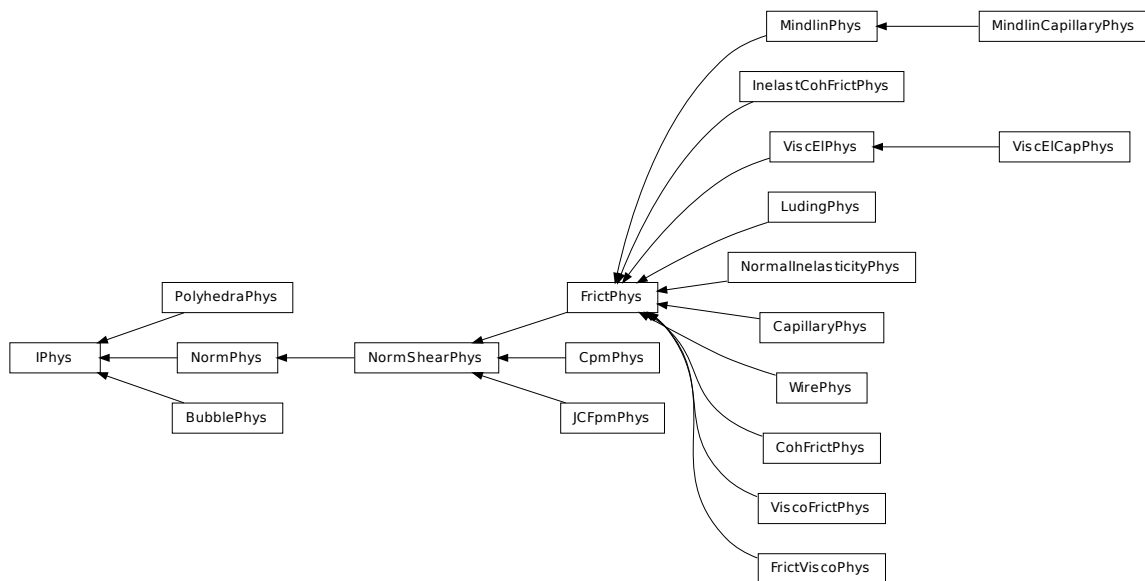 MindlinPhys
MindlinCapillaryPhys
InelastCohFrictPhys
ViscElPhys
ViscElCapPhys
LudingPhys
NormalInelasticityPhys
PolyhedraPhys
FrictPhys
CapillaryPhys
IPhys
NormPhys
NormShearPhys
CpmPhys
WirePhys
BubblePhys
JCFpmPhys
CohFrictPhys
ViscoFrictPhys
FrictViscoPhys